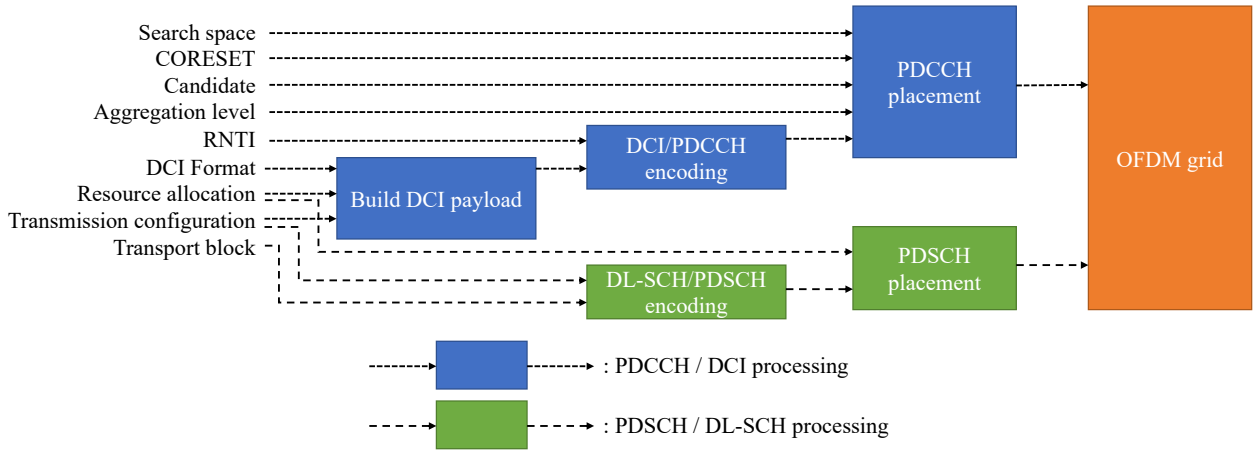 Search space
CORESET
Candidate
Aggregation level
RNTI
DCI Format
Resource allocation
Transmission configuration
Transport block
Build DCI payload
DCI/PDCCH
encoding
DL-SCH/PDSCH
encoding
PDCCH
placement
PDSCH
placement
OFDM grid
: PDCCH / DCI processing
: PDSCH / DL-SCH processing